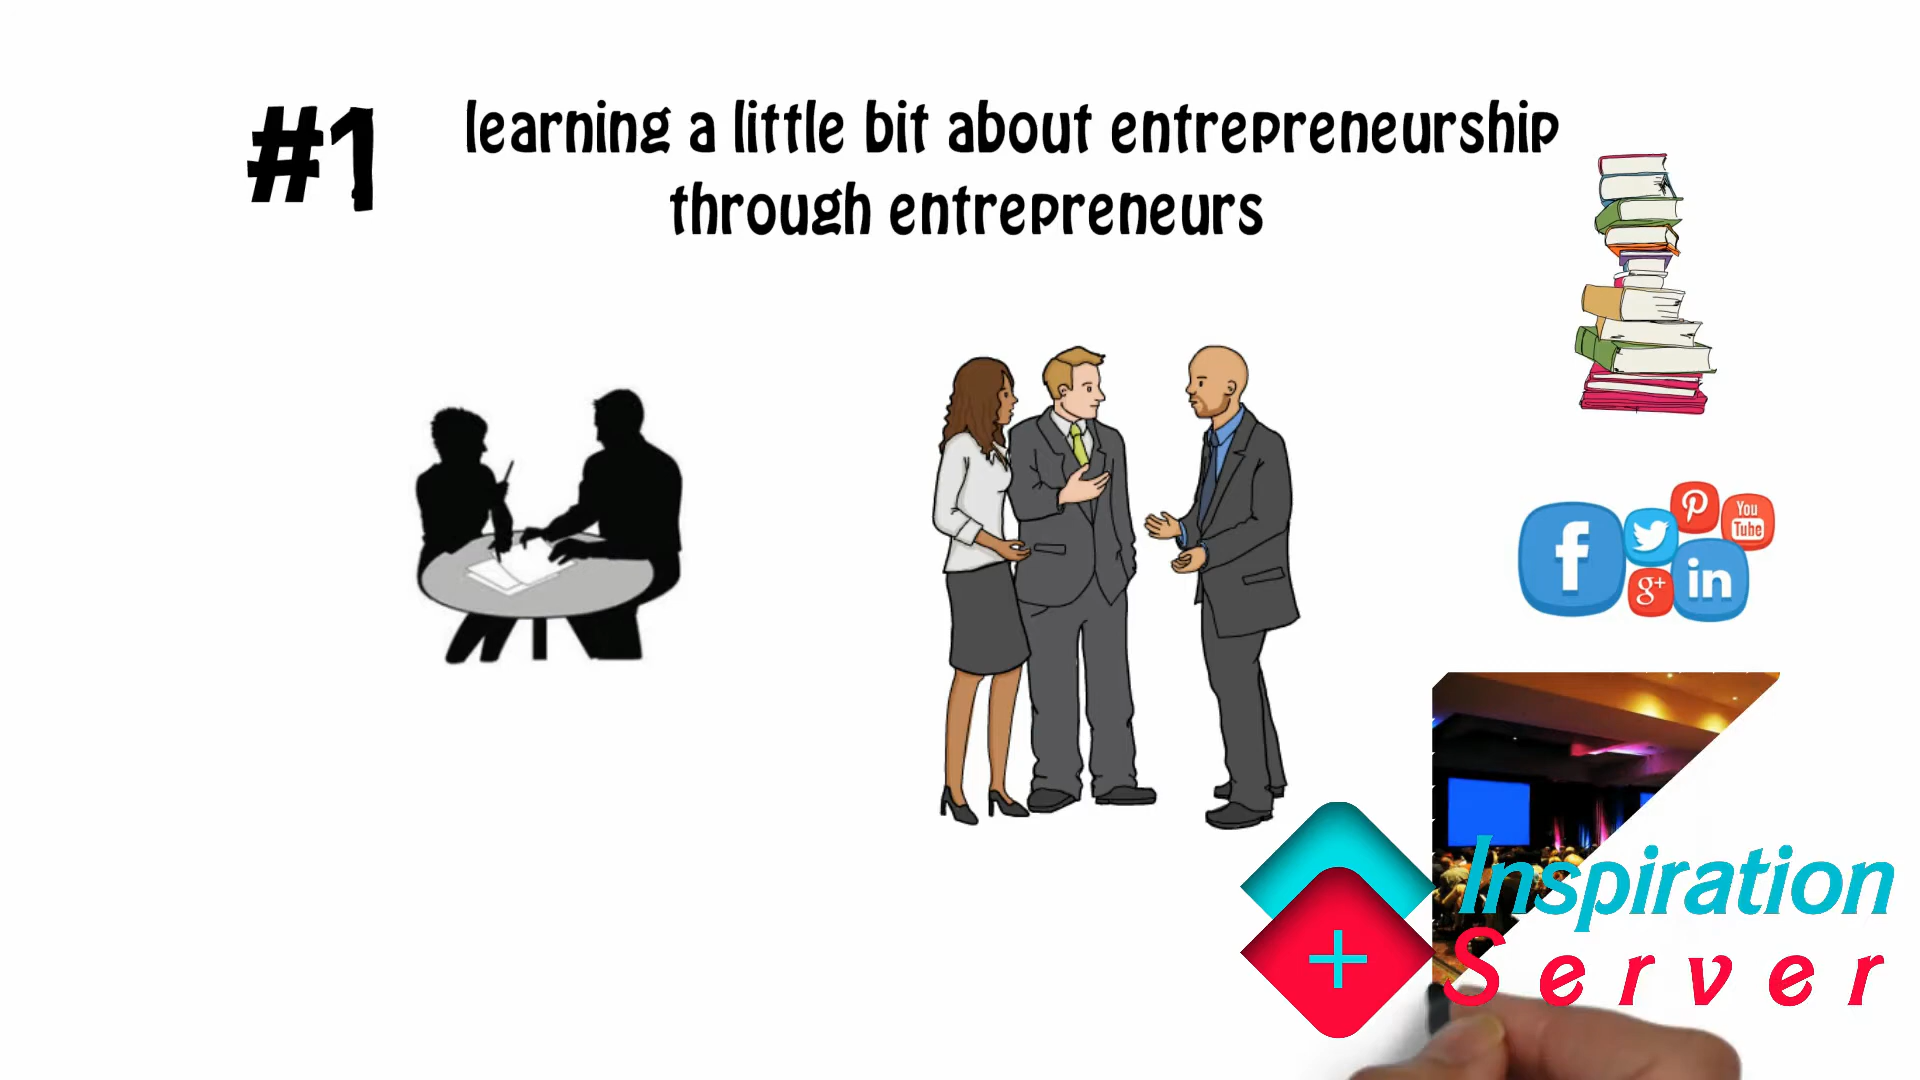 #1
learning a little bit about entrepreneurship
through entrepreneurs
f
P
You
Tube
g+
in
Inspiration
Server